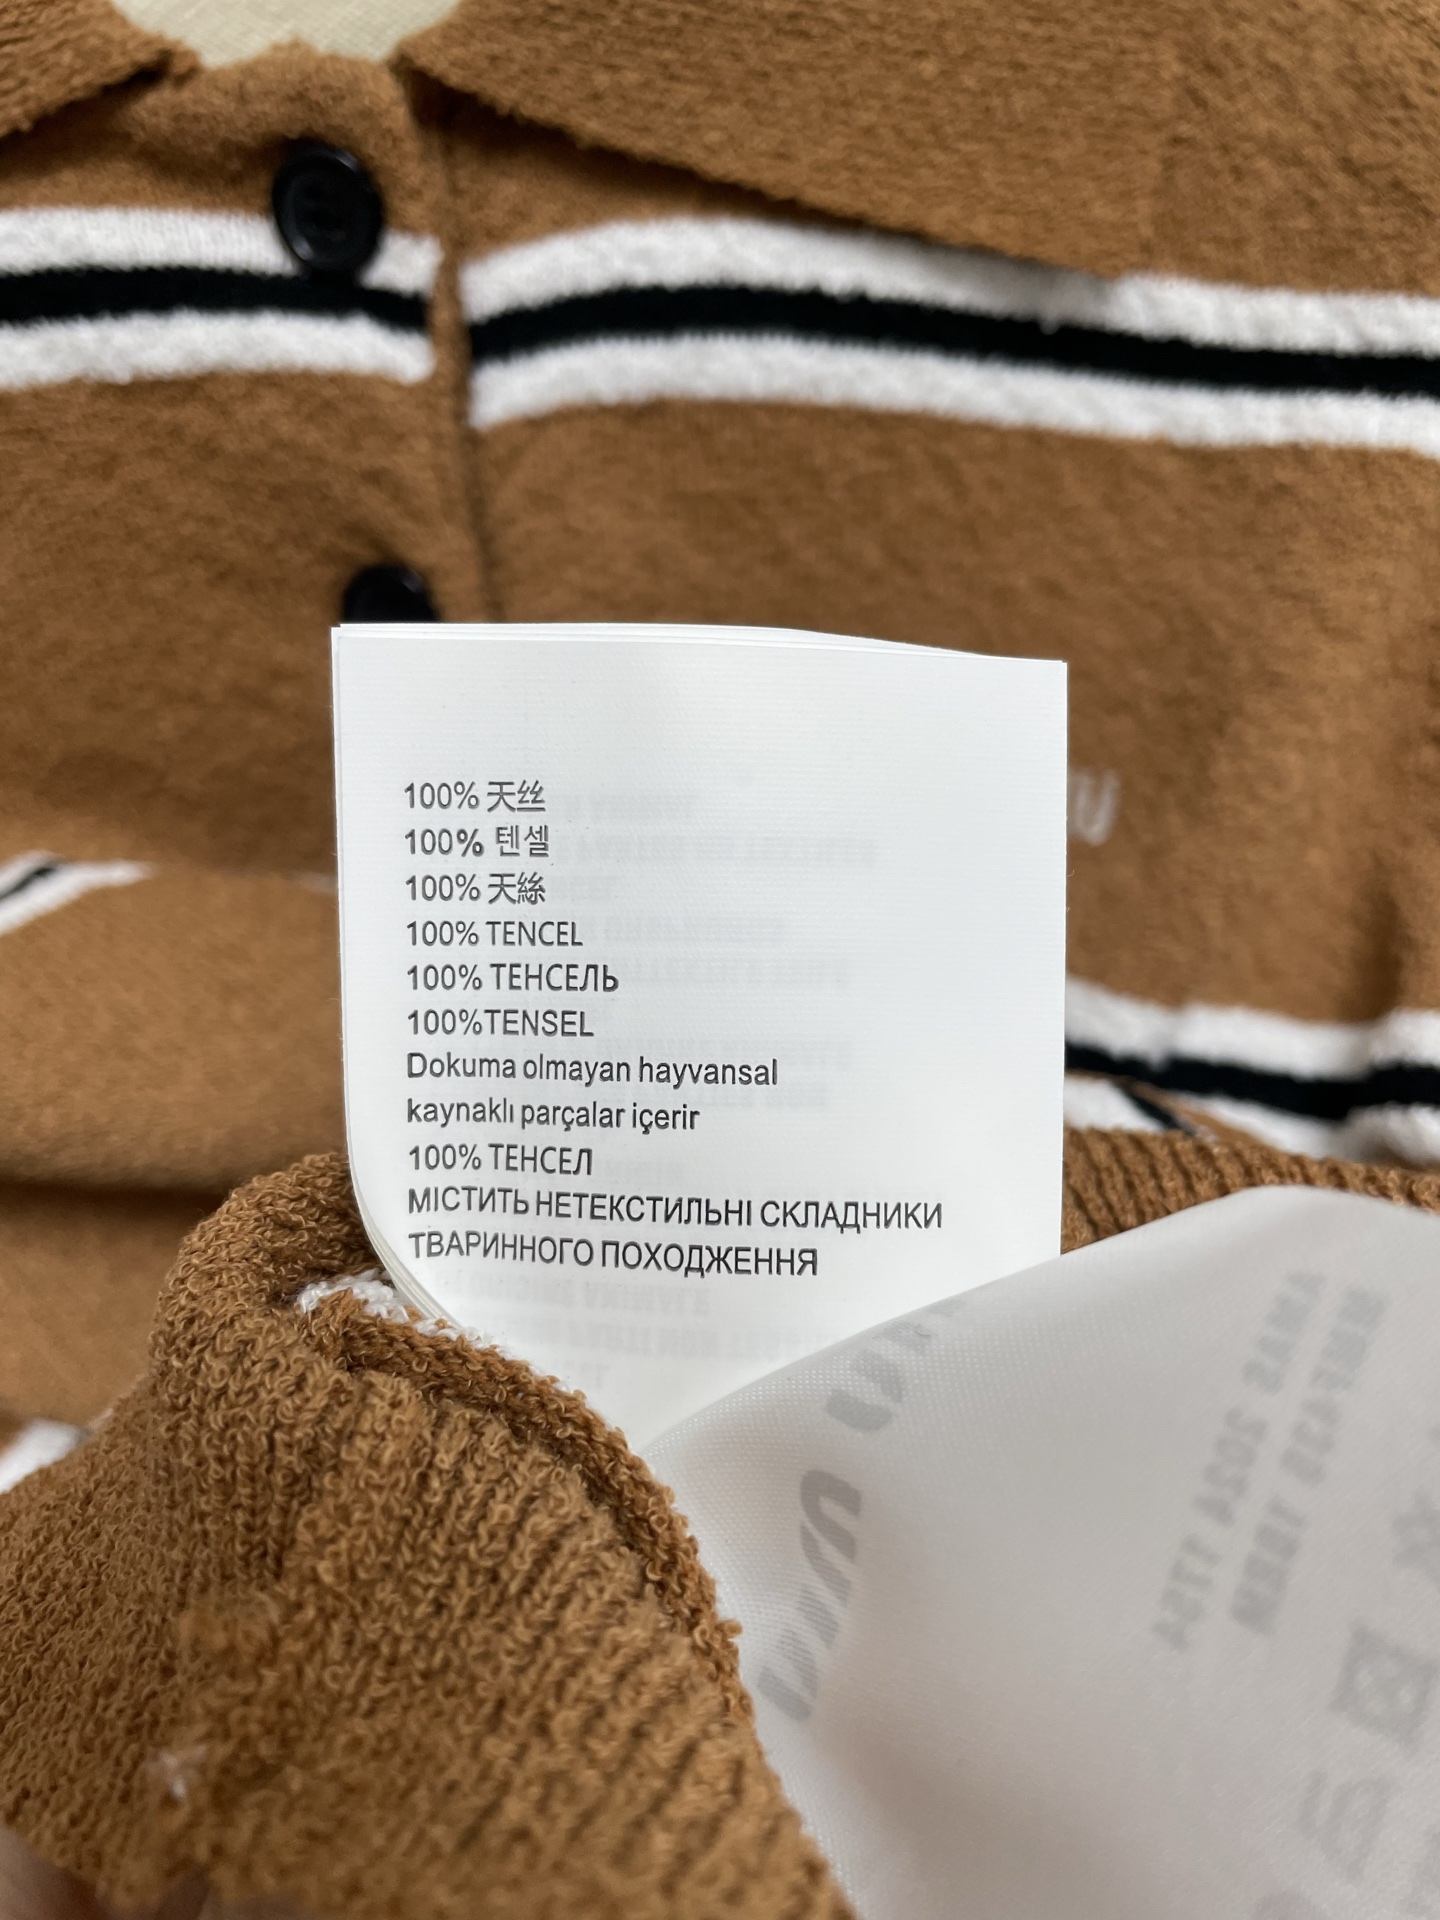 100% 天丝
100% 텐셀
100% 天絲
100% TENCEL
100% ТЕНСЕЛЬ
100%TENSEL
Dokuma olmayan hayvansal
kaynaklı parçalar içerir
100% ТЕНСЕЛ
МІСТИТЬ НЕТЕКСТИЛЬНІ СКЛАДНИКИ
ТВАРИННОГО ПОХОДЖЕННЯ